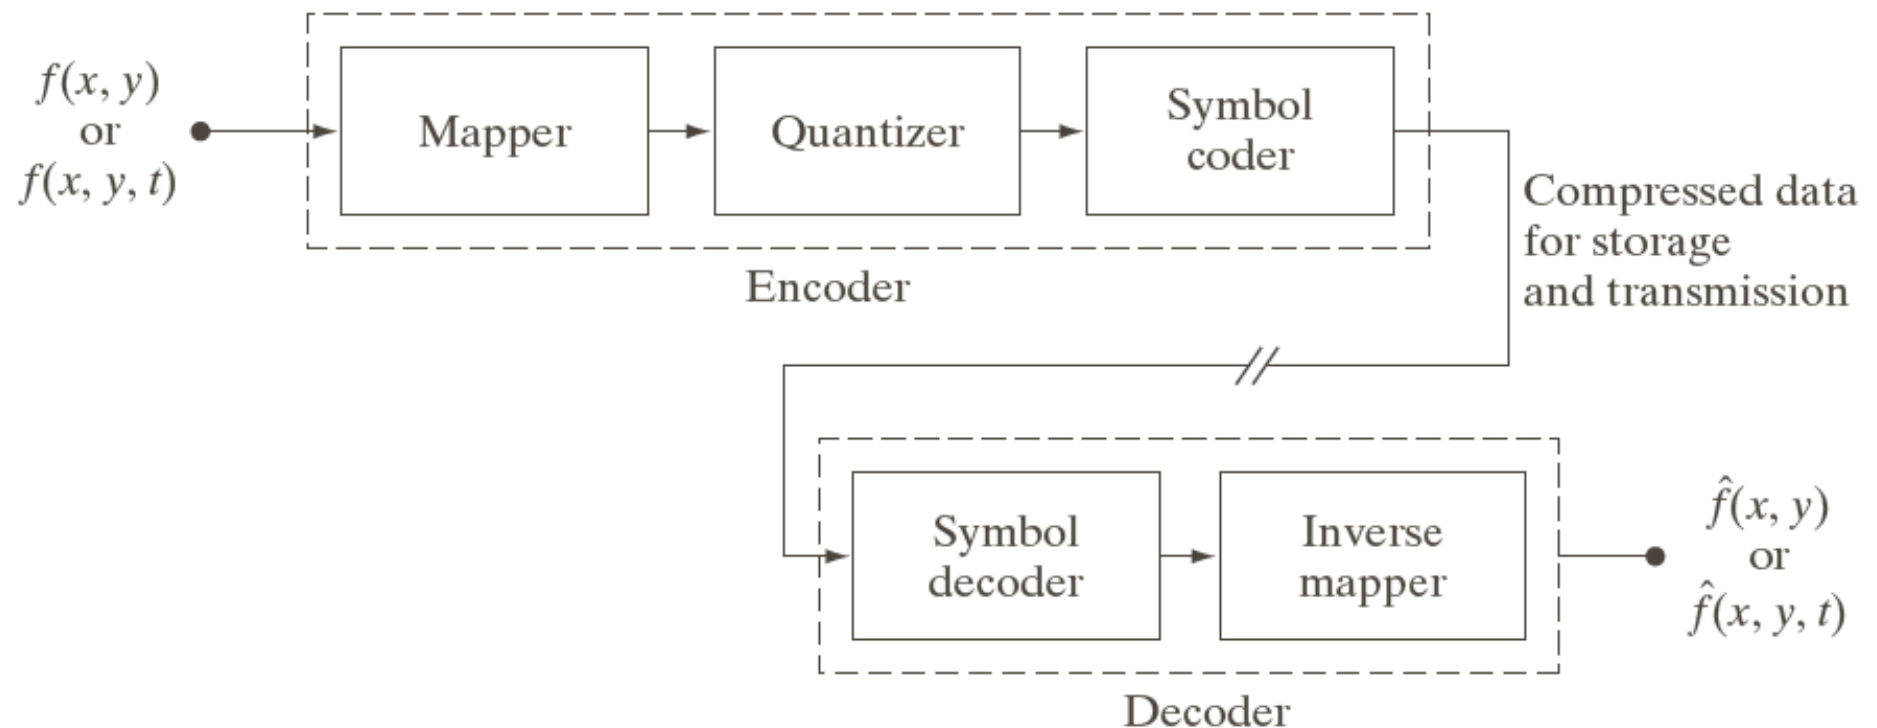 f(x, y)
or
f(x, y, t)
Mapper
Quantizer
Symbol
coder
Encoder
Compressed data
for storage
and transmission
Symbol
decoder
Inverse
mapper
Decoder
f̂(x, y)
or
f̂(x, y, t)